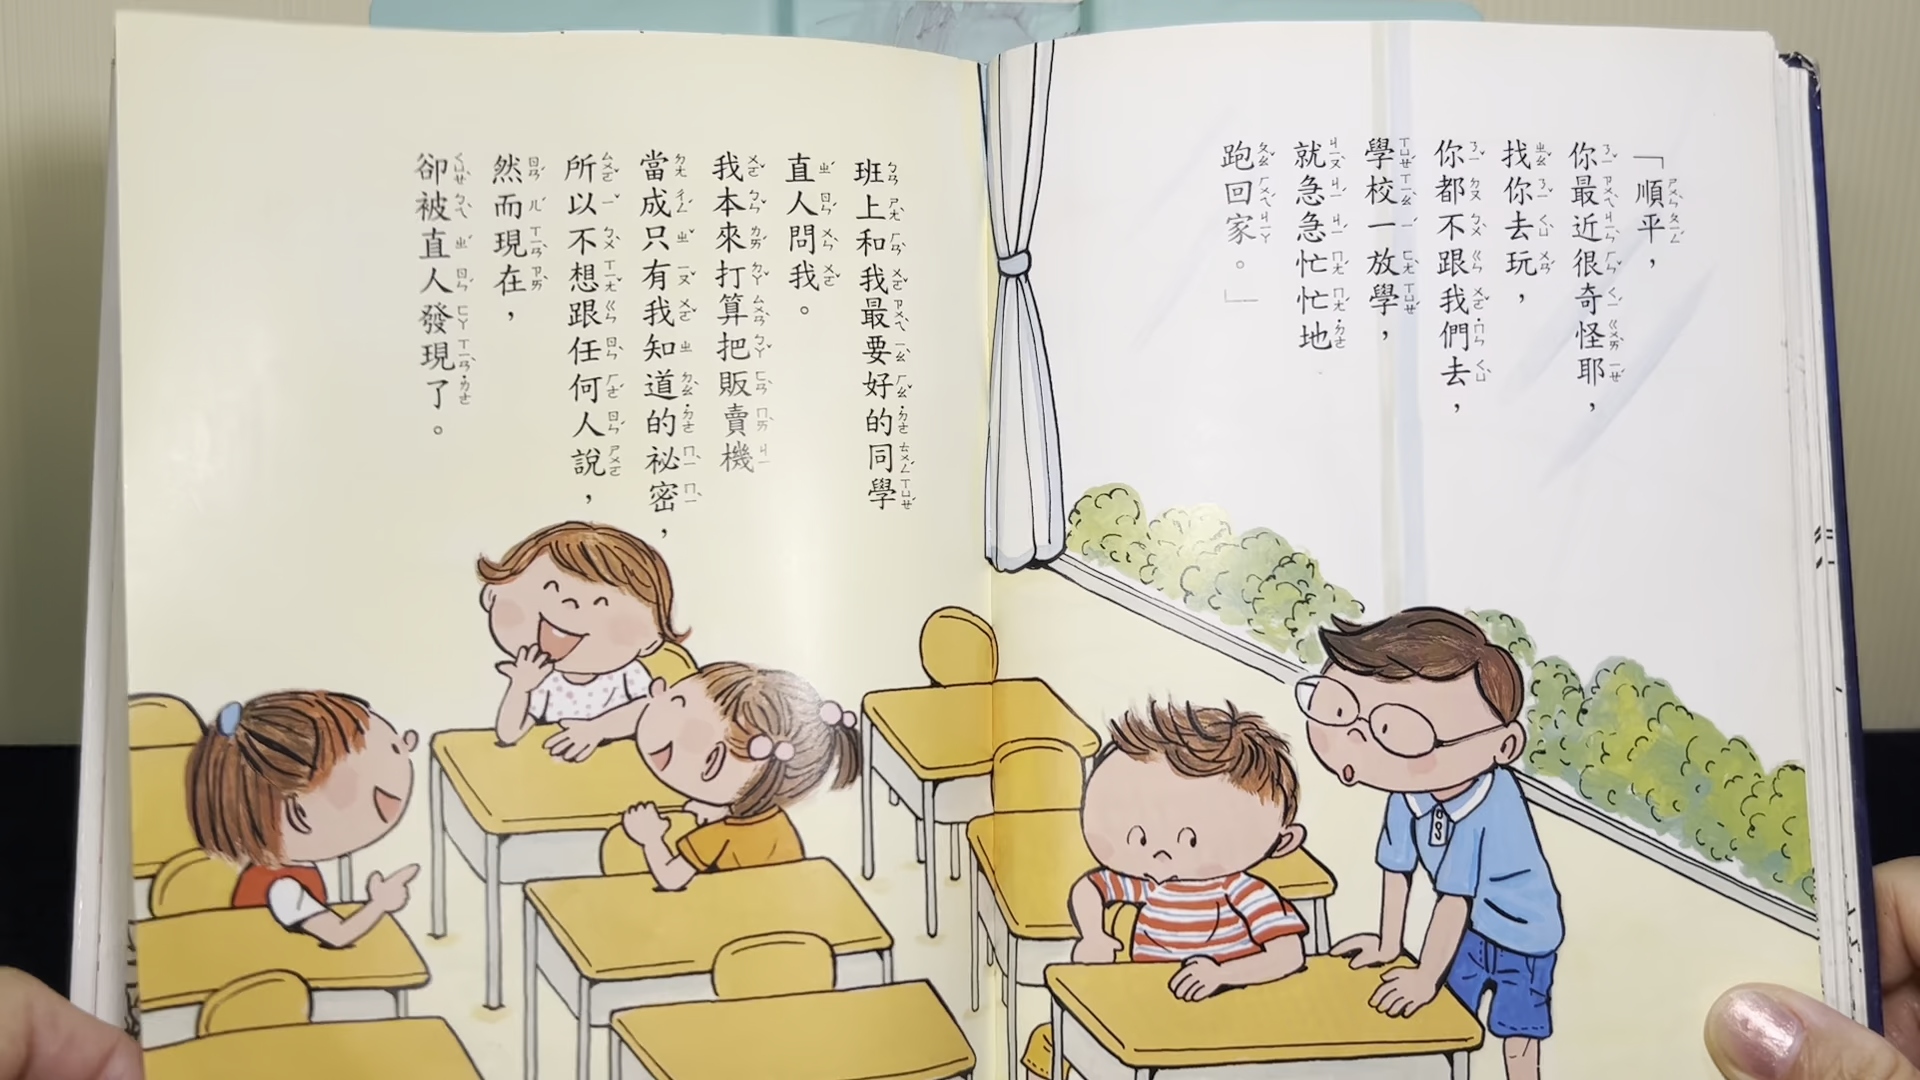 「順平，
你最近很奇怪耶，
找你去玩，
你都不跟我們去，
學校一放學，
就急急忙忙地
跑回家。」
班上和我最要好的同學
直人問我。
我本來打算把販賣機
當成只有我知道的祕密，
所以不想跟任何人說，
然而現在，
卻被直人發現了。